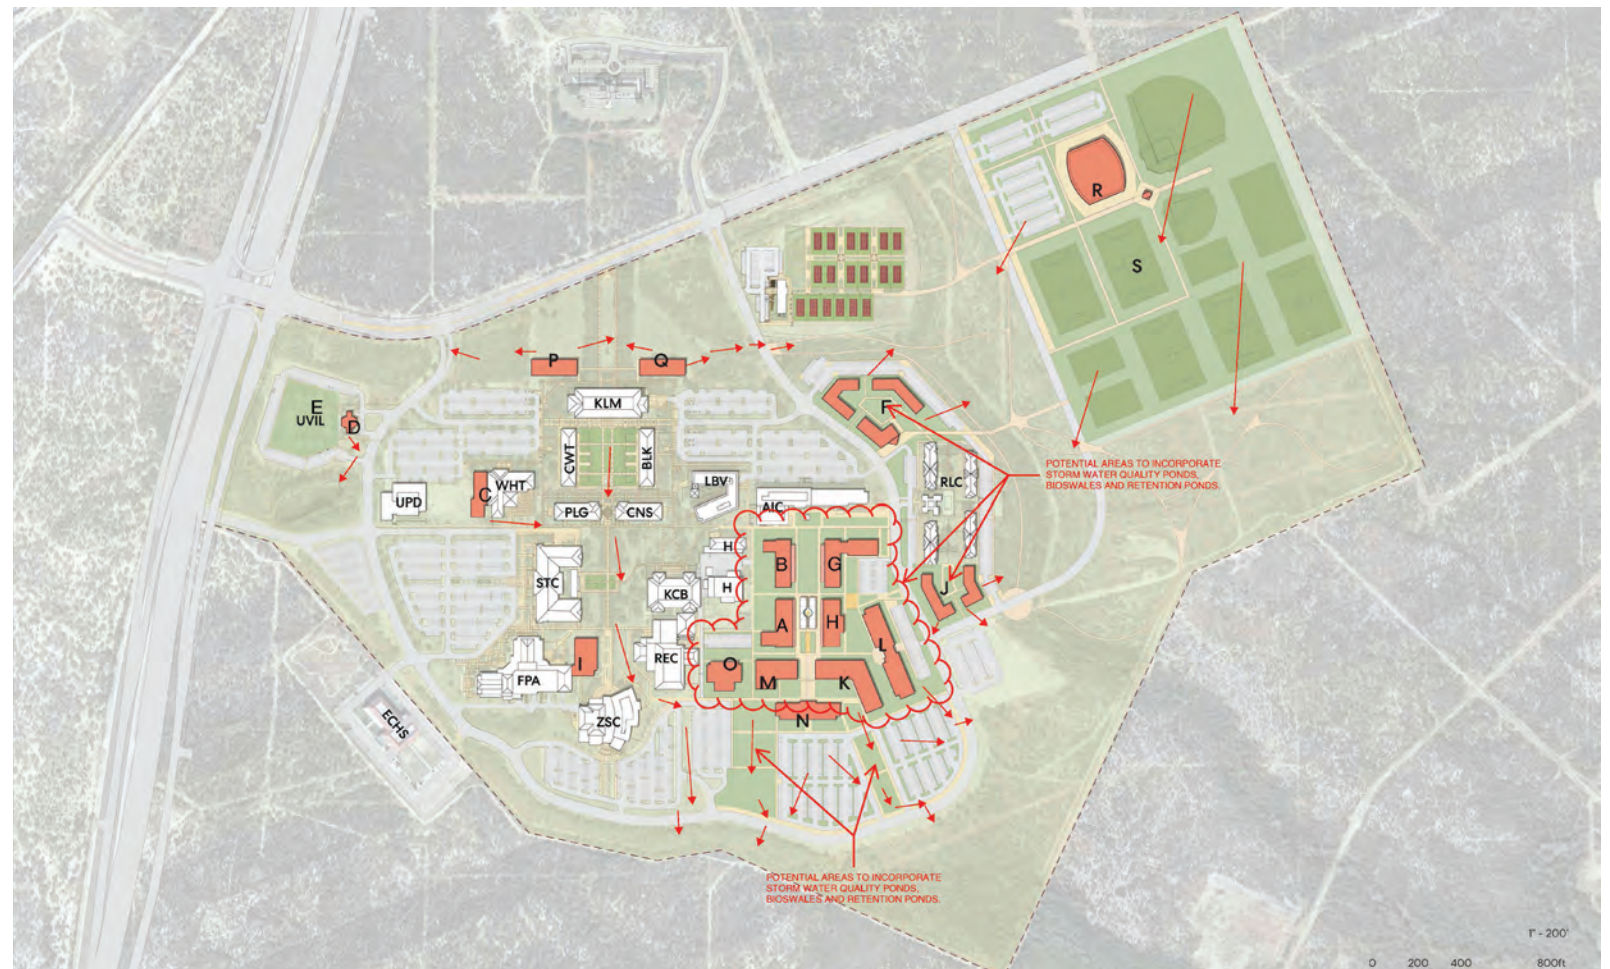 R
S
P
Q
E
UVIL
D
KLM
F
CWT
BLK
C
WHT
LBV
RLC
UPD
PLG
CNS
AIC
POTENTIAL AREAS TO INCORPORATE
STORM WATER QUALITY PONDS,
BIOSWALES AND RETENTION PONDS.
H
B
G
STC
H
KCB
J
A
H
L
I
REC
O
FPA
M
K
ECHS
ZSC
N
POTENTIAL AREAS TO INCORPORATE
STORM WATER QUALITY PONDS,
BIOSWALES AND RETENTION PONDS.
1" - 200'
0 200 400 800ft